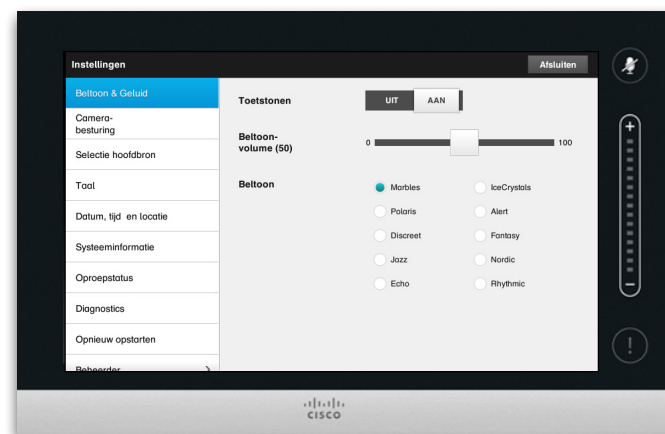 Instellingen
Afsluiten
Beltoon & Geluid
Camera-
besturing
Selectie hoofdbron
Taal
Datum, tijd en locatie
Systeeminformatie
Oproepstatus
Diagnostics
Opnieuw opstarten
Beheerder
Toetstonen
UIT AAN
Beltoon-
volume (50)
0 100
Beltoon
Marbles IceCrystals
Polaris Alert
Discreet Fantasy
Jazz Nordic
Echo Rhythmic
+
-
!
CISCO